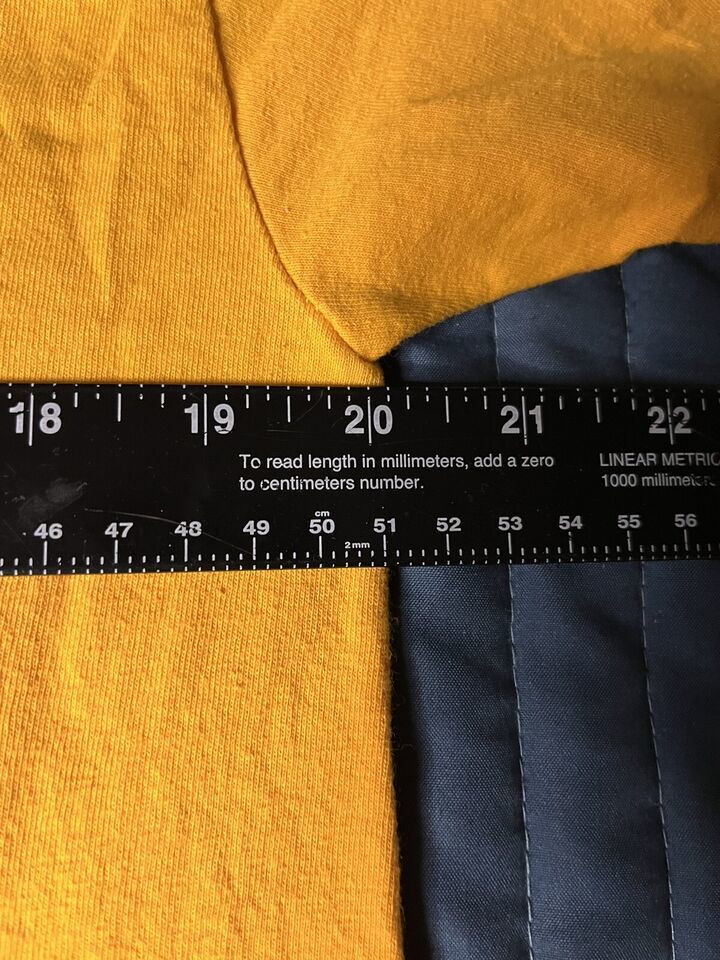 18 19 20 21 22
To read length in millimeters, add a zero LINEAR METRIC
to centimeters number. 1000 millimeters
cm
46 47 48 49 50 51 52 53 54 55 56
2mm